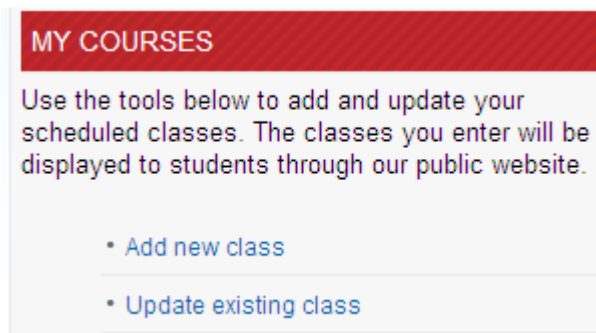 MY COURSES
Use the tools below to add and update your
scheduled classes. The classes you enter will be
displayed to students through our public website.
• Add new class
• Update existing class